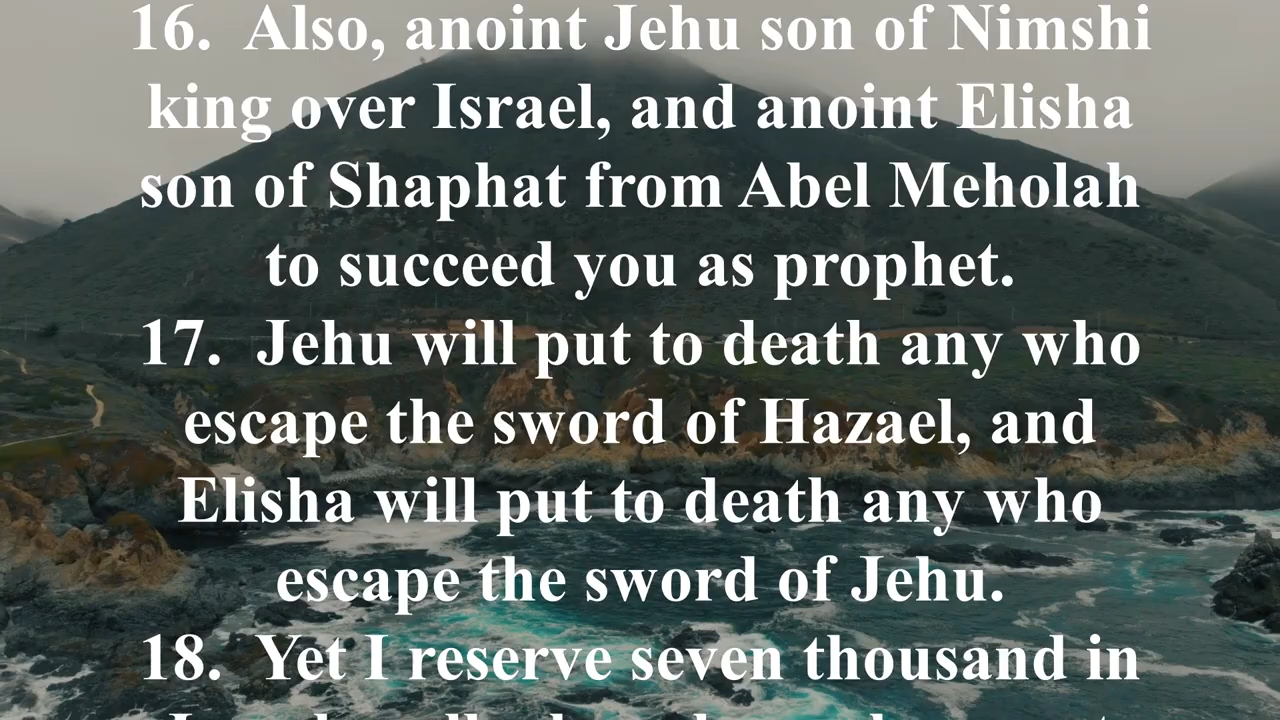 16.  Also, anoint Jehu son of Nimshi
king over Israel, and anoint Elisha
son of Shaphat from Abel Meholah
to succeed you as prophet.
17.  Jehu will put to death any who
escape the sword of Hazael, and
Elisha will put to death any who
escape the sword of Jehu.
18.  Yet I reserve seven thousand in